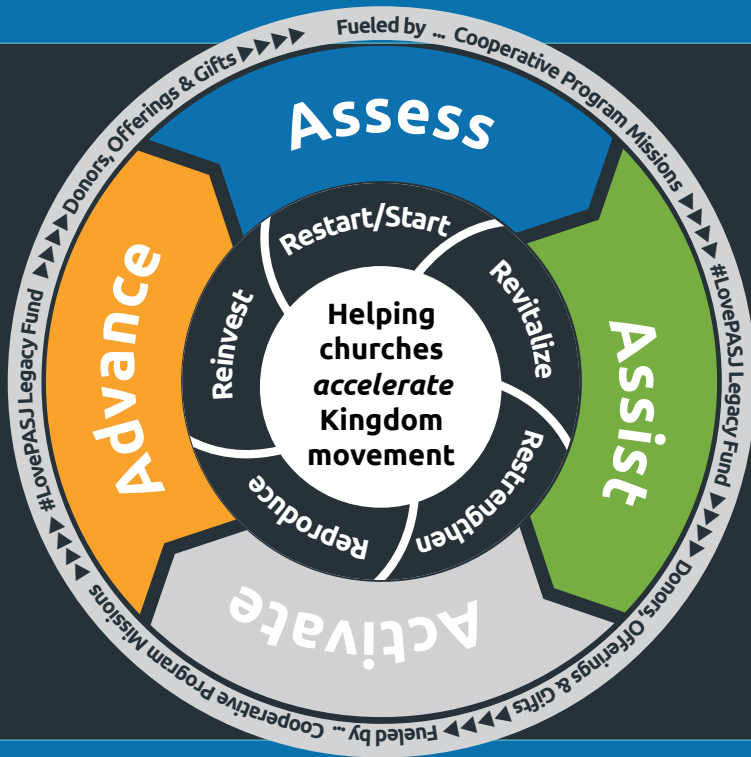 Fueled by ... Cooperative Program Missions ▶▶▶▶ #LovePASJ Legacy Fund ▶▶▶▶ Donors, Offerings & Gifts ▶▶▶▶ Fueled by ... Cooperative Program Missions ▶▶▶▶ #LovePASJ Legacy Fund ▶▶▶▶ Donors, Offerings & Gifts ▶▶▶▶
Assess
Assist
Activate
Advance
Restart/Start
Revitalize
Restrengthen
Reproduce
Reinvest
Helping
churches
accelerate
Kingdom
movement